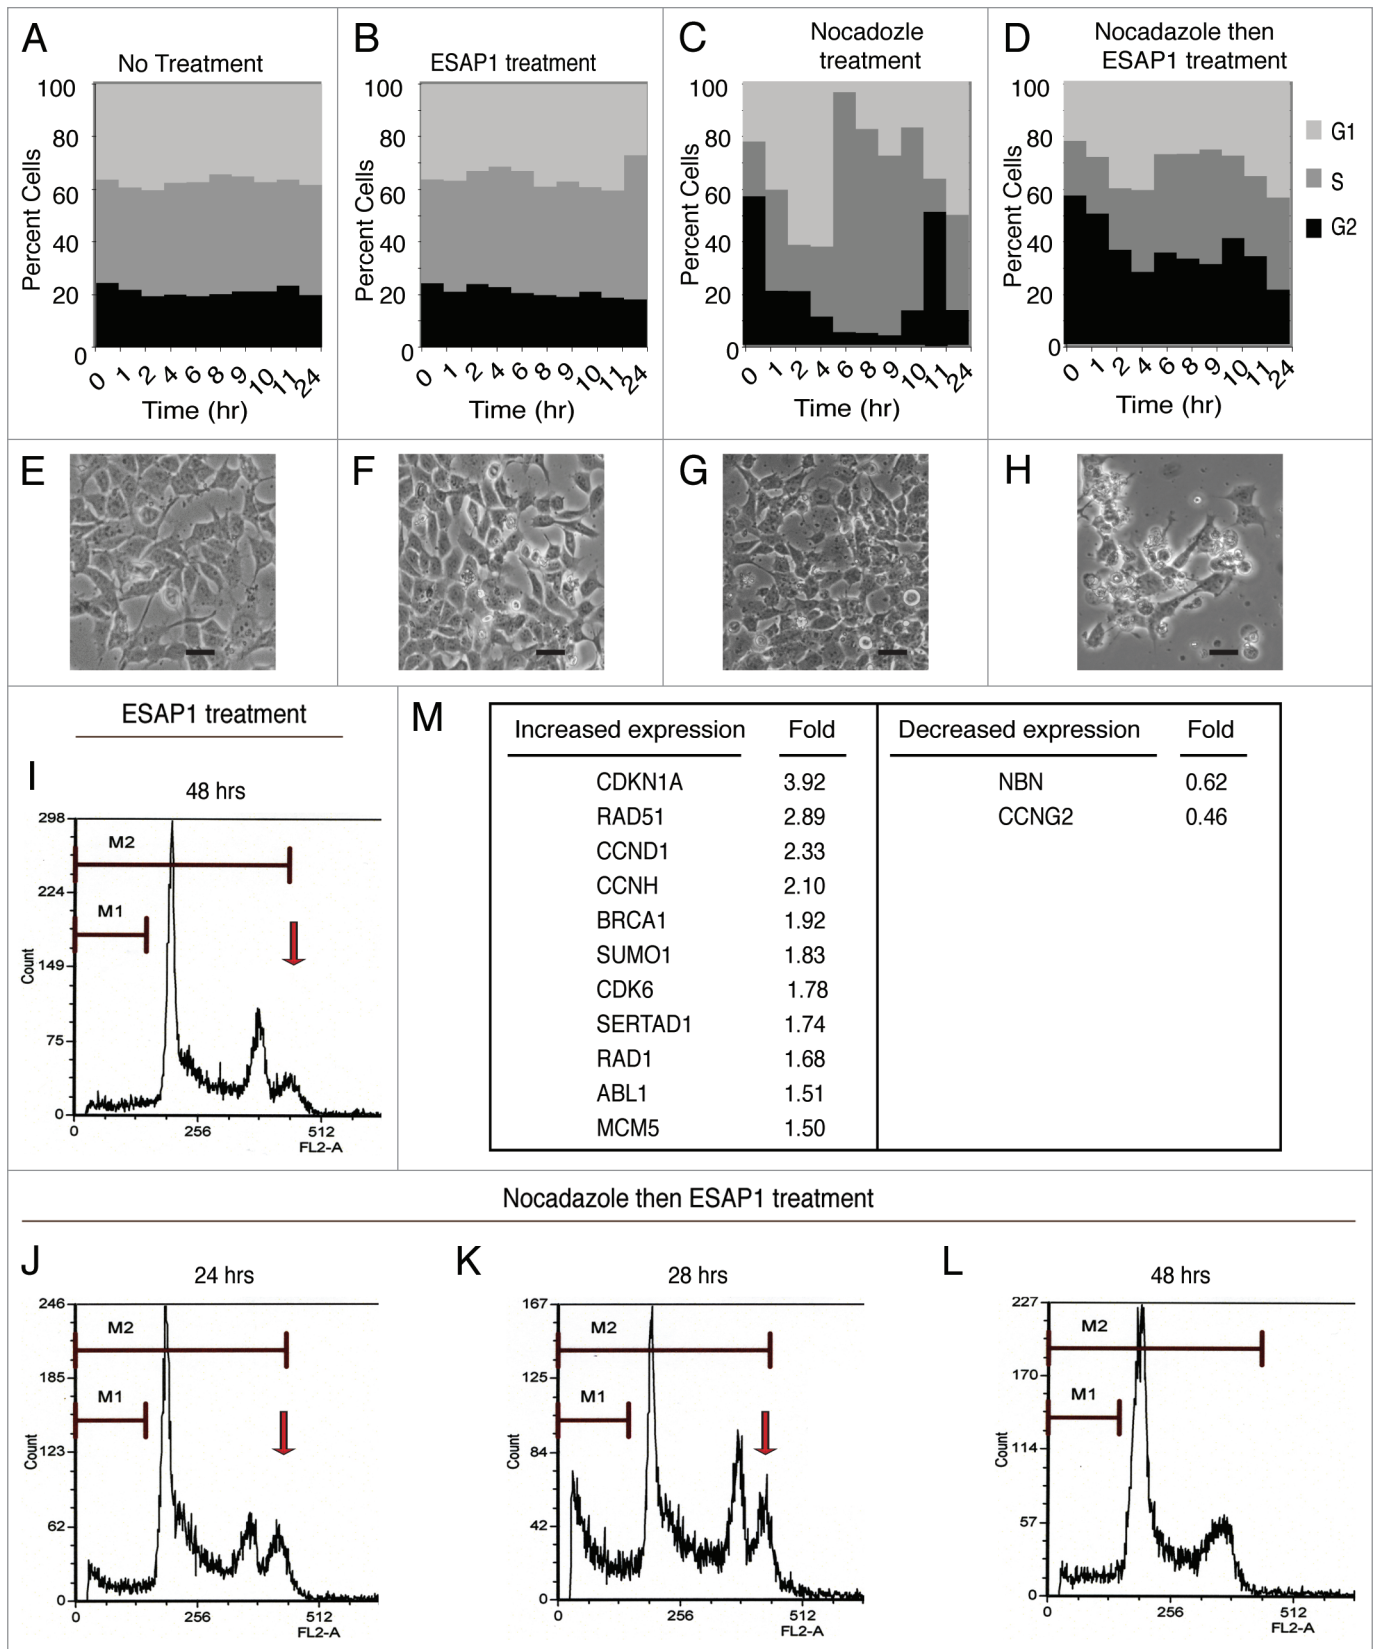 A
No Treatment
Percent Cells
100
80
60
40
20
0
0 1 2 4 6 8 9 10 11 24
Time (hr)
B
ESAP1 treatment
Percent Cells
100
80
60
40
20
0
0 1 2 4 6 8 9 10 11 24
Time (hr)
C
Nocadozle
treatment
Percent Cells
100
80
60
40
20
0
0 1 2 4 6 8 9 10 11 24
Time (hr)
D
Nocadazole then
ESAP1 treatment
Percent Cells
100
80
60
40
20
0
0 1 2 4 6 8 9 10 11 24
Time (hr)
G1
S
G2
E
F
G
H
ESAP1 treatment
I
48 hrs
Count
298
224
149
75
0
M2
M1
0 256 512
FL2-A
M
Increased expression Fold Decreased expression Fold
CDKN1A 3.92 NBN 0.62
RAD51 2.89 CCNG2 0.46
CCND1 2.33
CCNH 2.10
BRCA1 1.92
SUMO1 1.83
CDK6 1.78
SERTAD1 1.74
RAD1 1.68
ABL1 1.51
MCM5 1.50
Nocadazole then ESAP1 treatment
J
24 hrs
Count
246
185
123
62
0
M2
M1
0 256 512
FL2-A
K
28 hrs
Count
167
125
84
42
0
M2
M1
0 256 512
FL2-A
L
48 hrs
Count
227
170
114
57
0
M2
M1
0 256 512
FL2-A